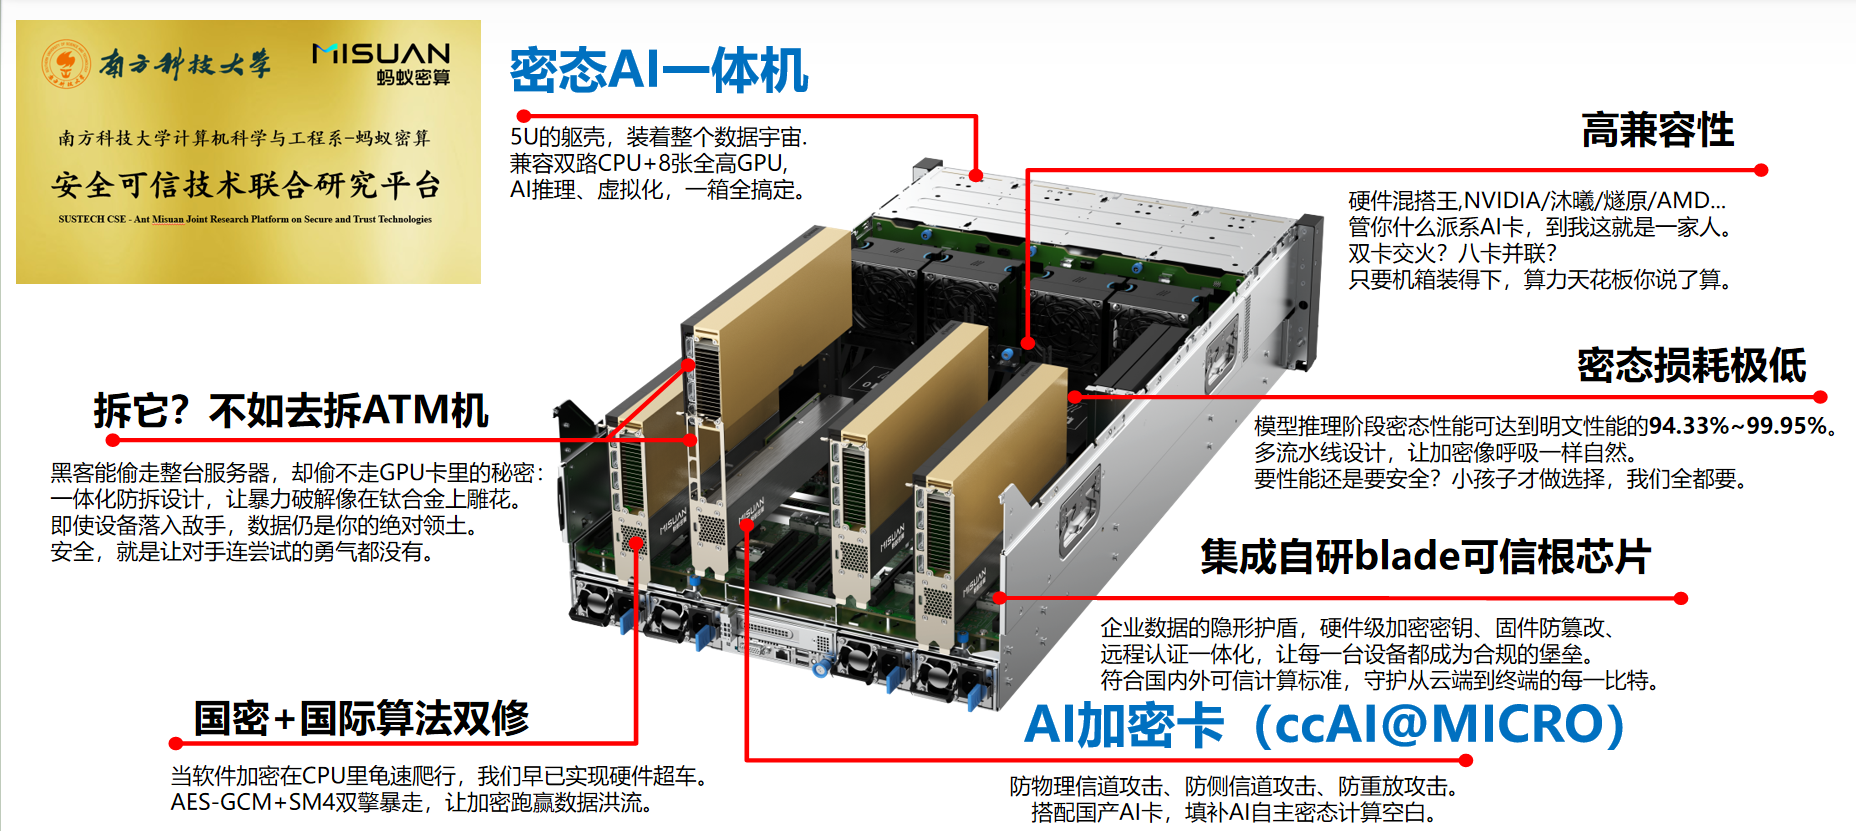 南方科技大学
MISUAN
蚂蚁密算
南方科技大学计算机科学与工程系-蚂蚁密算
安全可信技术联合研究平台
SUSTECH CSE - Ant Misuan Joint Research Platform on Secure and Trust Technologies
密态AI一体机
5U的躯壳，装着整个数据宇宙.
兼容双路CPU+8张全高GPU,
AI推理、虚拟化，一箱全搞定。
高兼容性
硬件混搭王,NVIDIA/沐曦/燧原/AMD...
管你什么派系AI卡，到我这就是一家人。
双卡交火？八卡并联？
只要机箱装得下，算力天花板你说了算。
密态损耗极低
模型推理阶段密态性能可达到明文性能的94.33%~99.95%。
多流水线设计，让加密像呼吸一样自然。
要性能还是要安全？小孩子才做选择，我们全都要。
拆它？不如去拆ATM机
黑客能偷走整台服务器，却偷不走GPU卡里的秘密：
一体化防拆设计，让暴力破解像在钛合金上雕花。
即使设备落入敌手，数据仍是你的绝对领土。
安全，就是让对手连尝试的勇气都没有。
MISUAN
MISUAN
MISUAN
MISUAN
集成自研blade可信根芯片
企业数据的隐形护盾，硬件级加密密钥、固件防篡改、
远程认证一体化，让每一台设备都成为合规的堡垒。
符合国内外可信计算标准，守护从云端到终端的每一比特。
国密+国际算法双修
当软件加密在CPU里龟速爬行，我们早已实现硬件超车。
AES-GCM+SM4双擎暴走，让加密跑赢数据洪流。
AI加密卡（ccAI@MICRO）
防物理信道攻击、防侧信道攻击、防重放攻击。
搭配国产AI卡，填补AI自主密态计算空白。